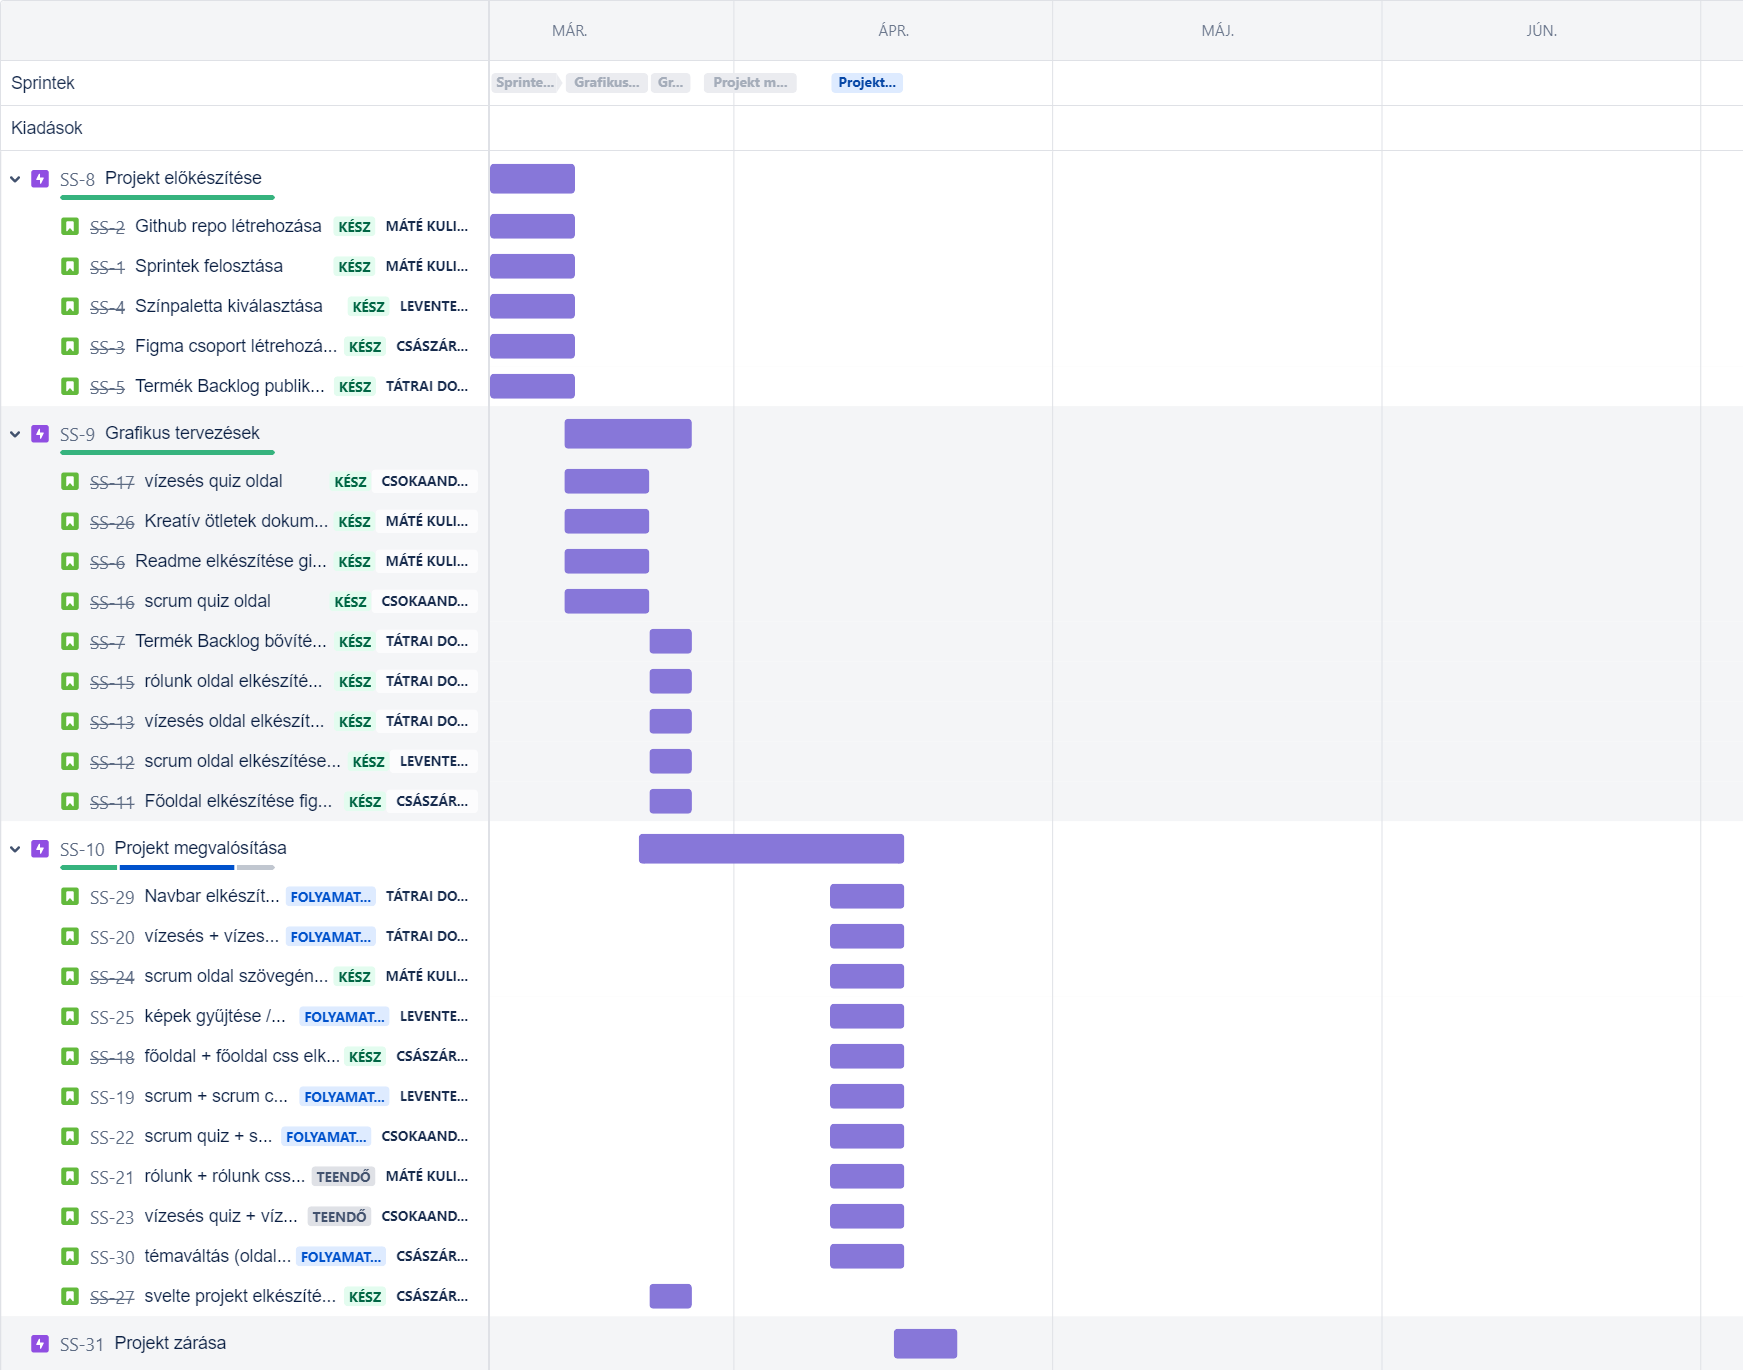 MÁR. ÁPR. MÁJ. JÚN.
Sprintek Sprinte... Grafikus... Gr... Projekt m... Projekt...
Kiadások
SS-8 Projekt előkészítése
SS-2 Github repo létrehozása KÉSZ MÁTÉ KULI...
SS-1 Sprintek felosztása KÉSZ MÁTÉ KULI...
SS-4 Színpaletta kiválasztása KÉSZ LEVENTE...
SS-3 Figma csoport létrehozá... KÉSZ CSÁSZÁR...
SS-5 Termék Backlog publik... KÉSZ TÁTRAI DO...
SS-9 Grafikus tervezések
SS-17 vízesés quiz oldal KÉSZ CSOKAAND...
SS-26 Kreatív ötletek dokum... KÉSZ MÁTÉ KULI...
SS-6 Readme elkészítése gi... KÉSZ MÁTÉ KULI...
SS-16 scrum quiz oldal KÉSZ CSOKAAND...
SS-7 Termék Backlog bővíté... KÉSZ TÁTRAI DO...
SS-15 rólunk oldal elkészíté... KÉSZ TÁTRAI DO...
SS-13 vízesés oldal elkészít... KÉSZ TÁTRAI DO...
SS-12 scrum oldal elkészítése... KÉSZ LEVENTE...
SS-11 Főoldal elkészítése fig... KÉSZ CSÁSZÁR...
SS-10 Projekt megvalósítása
SS-29 Navbar elkészít... FOLYAMAT... TÁTRAI DO...
SS-20 vízesés + vízes... FOLYAMAT... TÁTRAI DO...
SS-24 scrum oldal szövegén... KÉSZ MÁTÉ KULI...
SS-25 képek gyűjtése /... FOLYAMAT... LEVENTE...
SS-18 főoldal + főoldal css elk... KÉSZ CSÁSZÁR...
SS-19 scrum + scrum c... FOLYAMAT... LEVENTE...
SS-22 scrum quiz + s... FOLYAMAT... CSOKAAND...
SS-21 rólunk + rólunk css... TEENDŐ MÁTÉ KULI...
SS-23 vízesés quiz + víz... TEENDŐ CSOKAAND...
SS-30 témaváltás (oldal... FOLYAMAT... CSÁSZÁR...
SS-27 svelte projekt elkészíté... KÉSZ CSÁSZÁR...
SS-31 Projekt zárása